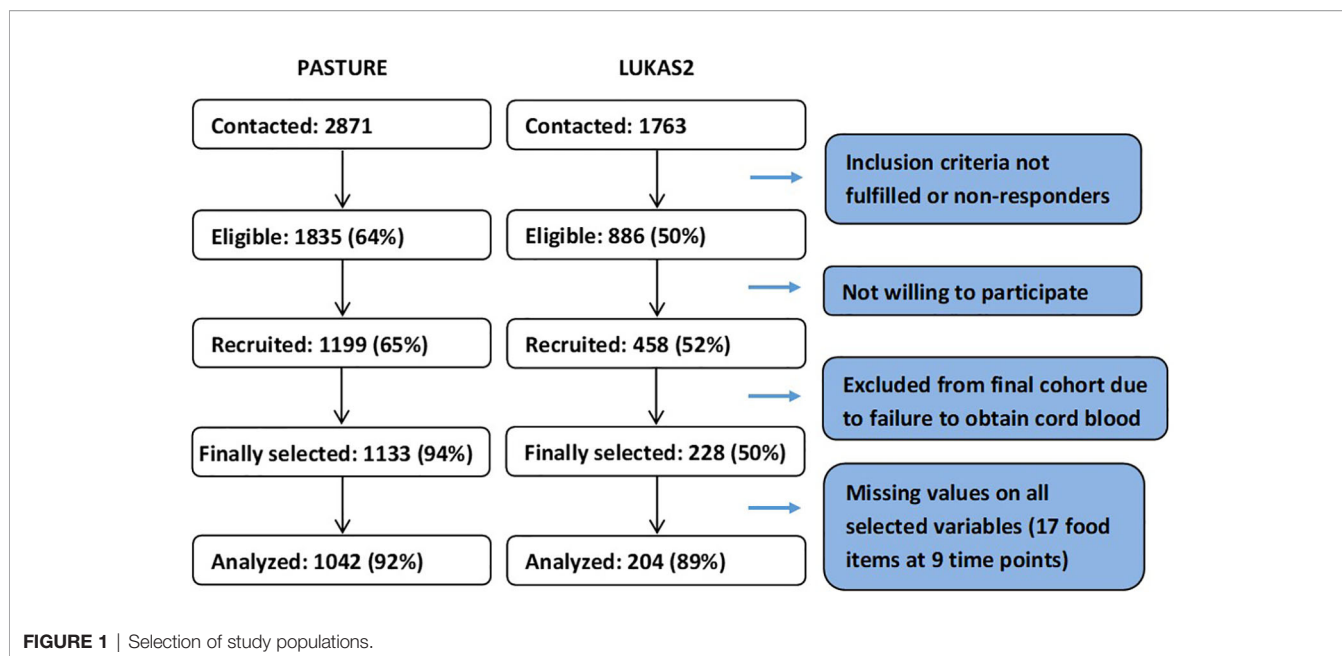 PASTURE
LUKAS2
Contacted: 2871
Contacted: 1763
Inclusion criteria not
fulfilled or non-responders
Eligible: 1835 (64%)
Eligible: 886 (50%)
Not willing to participate
Recruited: 1199 (65%)
Recruited: 458 (52%)
Excluded from final cohort due
to failure to obtain cord blood
Finally selected: 1133 (94%)
Finally selected: 228 (50%)
Missing values on all
selected variables (17 food
items at 9 time points)
Analyzed: 1042 (92%)
Analyzed: 204 (89%)
FIGURE 1 | Selection of study populations.